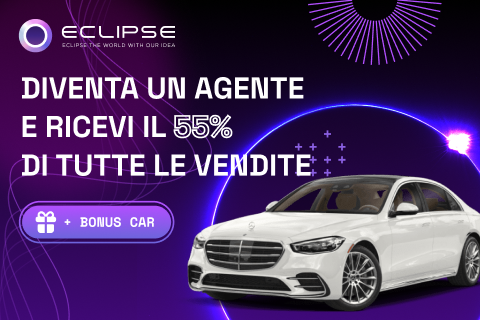 ECLIPSE
ECLIPSE THE WORLD WITH OUR IDEA
DIVENTA UN AGENTE
E RICEVI IL 55%
DI TUTTE LE VENDITE
+ BONUS CAR